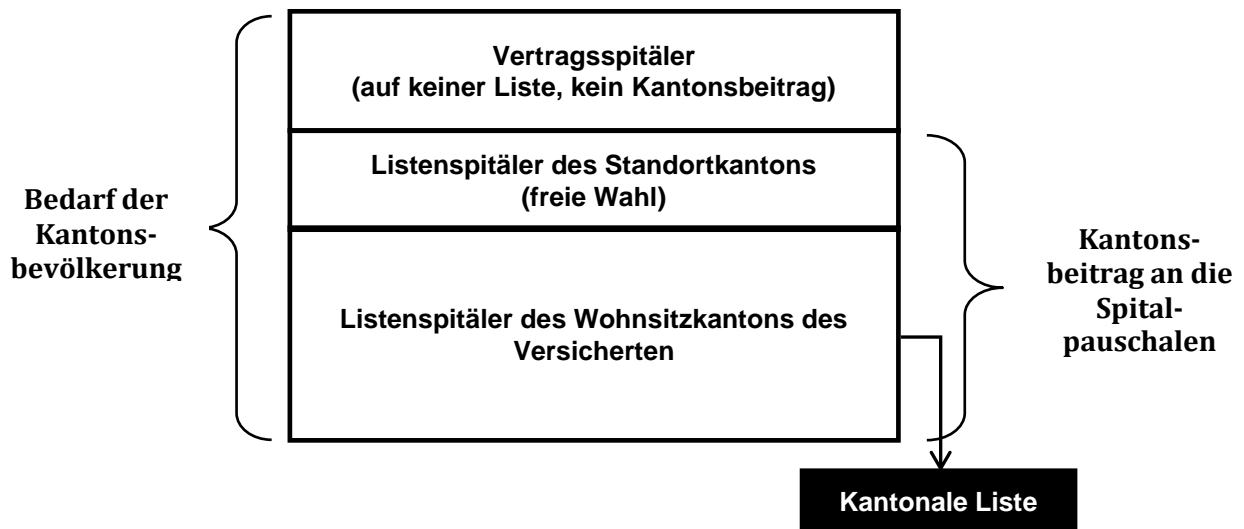 Vertragsspitäler
(auf keiner Liste, kein Kantonsbeitrag)
Listenspitäler des Standortkantons
(freie Wahl)
Bedarf der
Kantons-
bevölkerung
Listenspitäler des Wohnsitzkantons des
Versicherten
Kantons-
beitrag an die
Spital-
pauschalen
Kantonale Liste